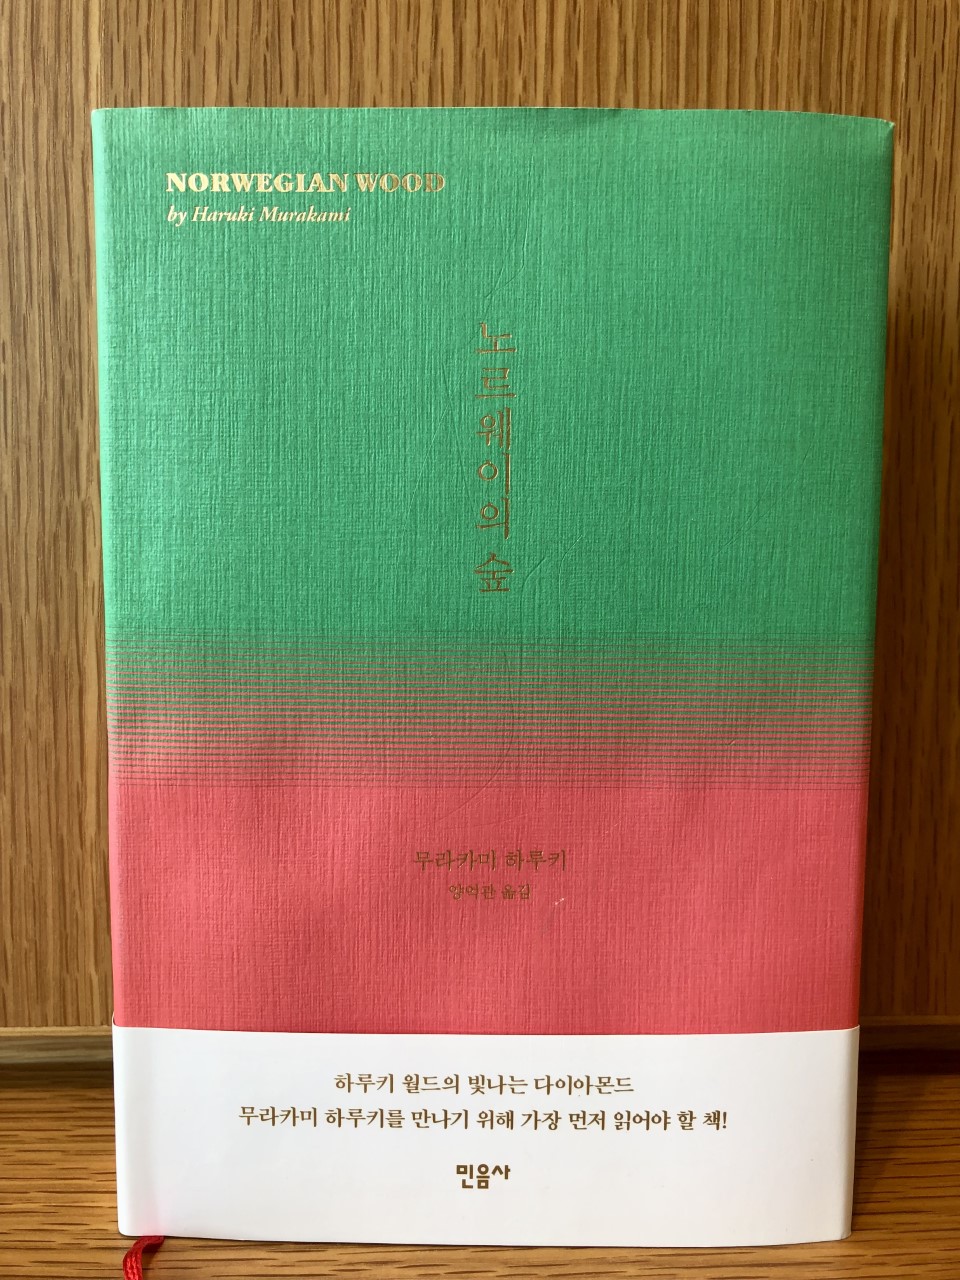 NORWEGIAN WOOD
by Haruki Murakami
노르웨이의 숲
무라카미 하루키
양억관 옮김
하루키 월드의 빛나는 다이아몬드
무라카미 하루키를 만나기 위해 가장 먼저 읽어야 할 책!
민음사